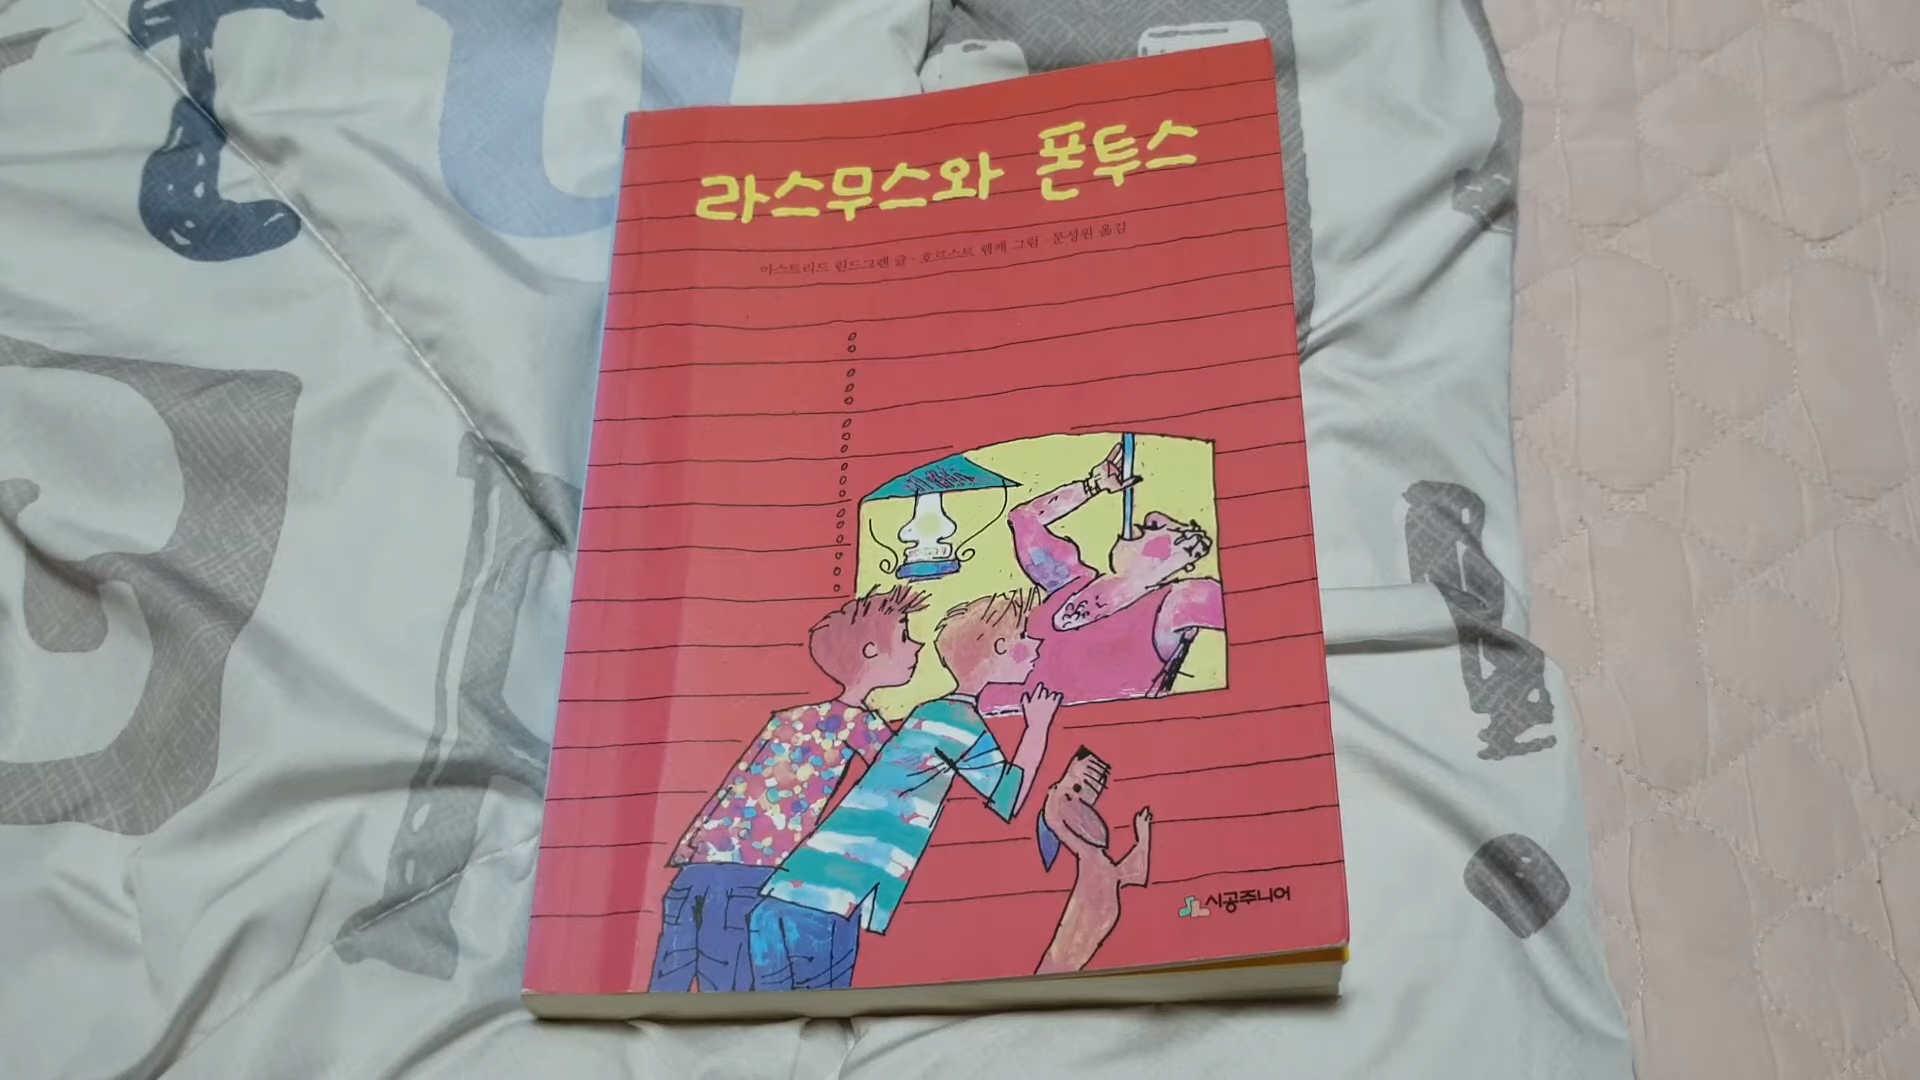 라스무스와 폰투스
아스트리드 린드그렌 글 · 호르스트 렘케 그림 · 문성원 옮김
시공주니어